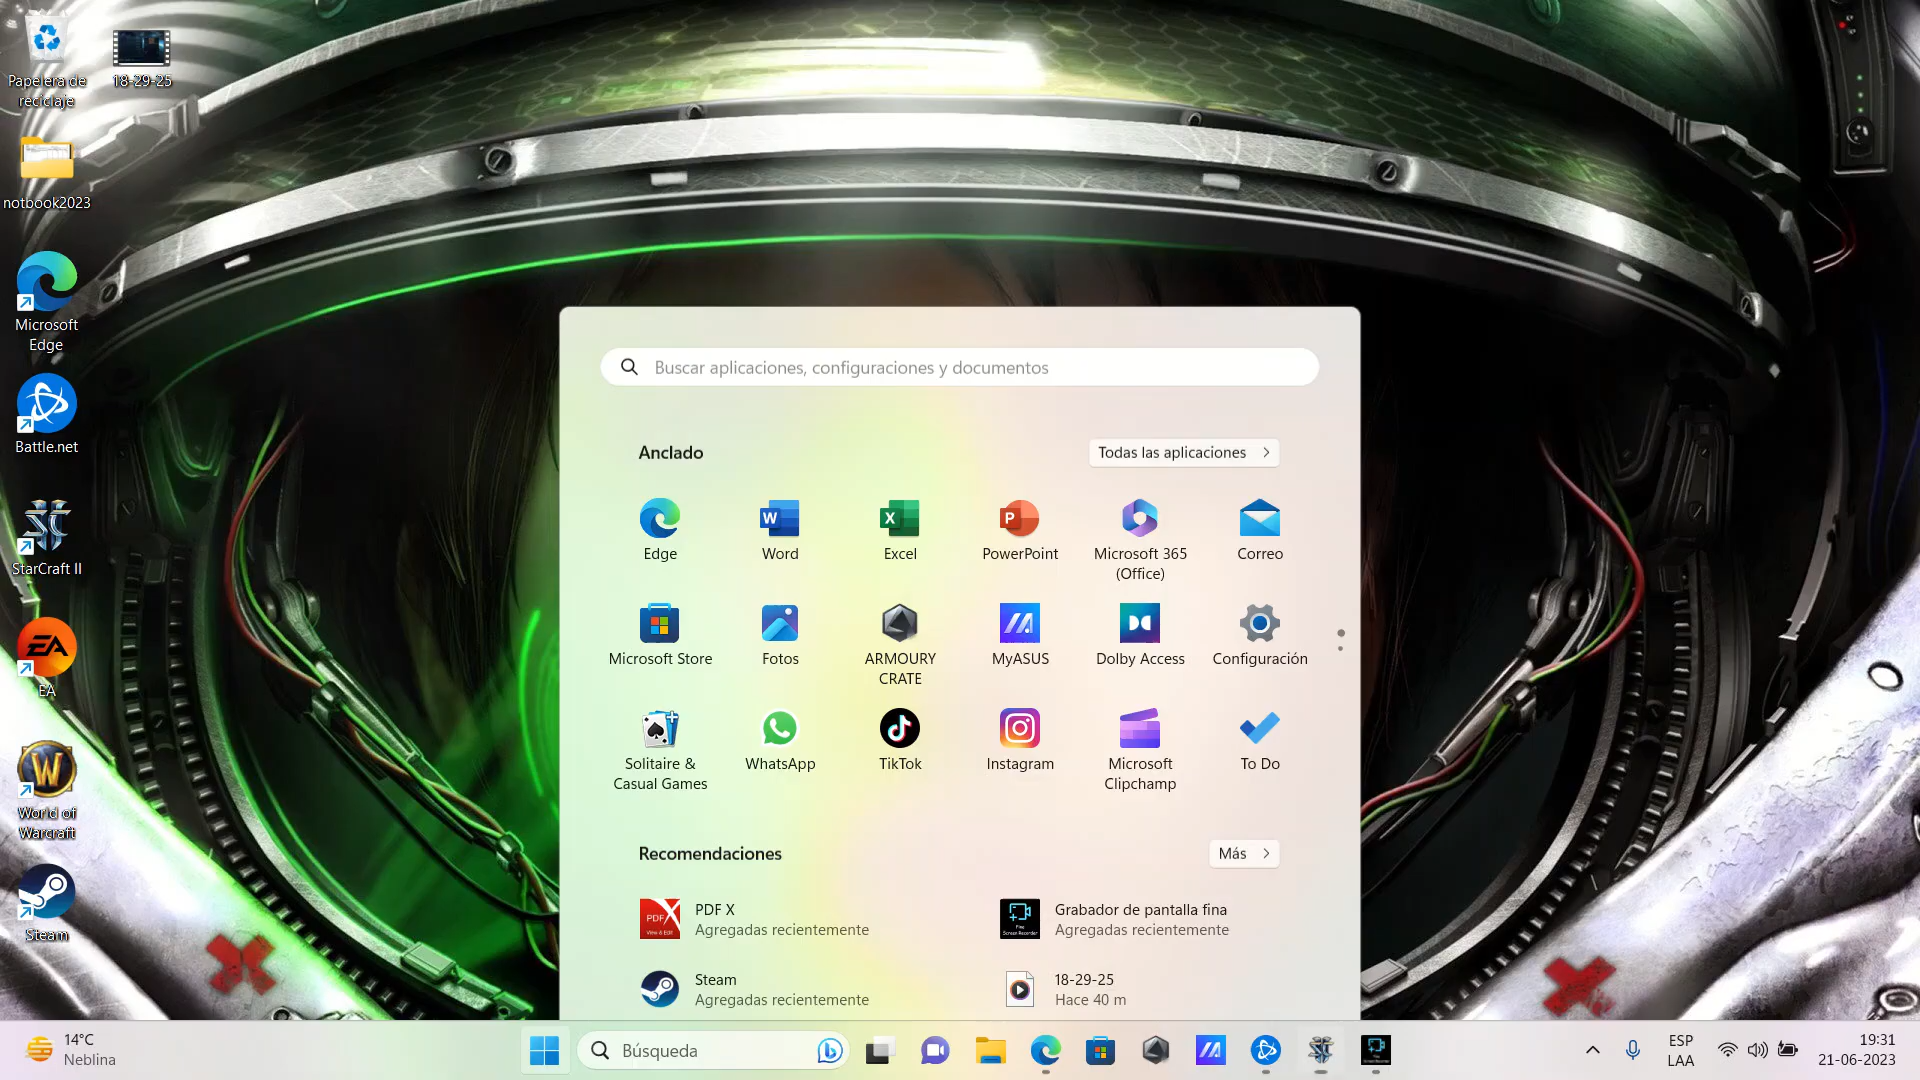 Papelera de
reciclaje
18-29-25
notbook2023
Microsoft
Edge
Battle.net
StarCraft II
EA
World of
Warcraft
Steam
Buscar aplicaciones, configuraciones y documentos
Anclado
Todas las aplicaciones
Edge
Word
Excel
PowerPoint
Microsoft 365
(Office)
Correo
Microsoft Store
Fotos
ARMOURY
CRATE
MyASUS
Dolby Access
Configuración
Solitaire &
Casual Games
WhatsApp
TikTok
Instagram
Microsoft
Clipchamp
To Do
Recomendaciones
Más
PDF X
Agregadas recientemente
Grabador de pantalla fina
Agregadas recientemente
Steam
Agregadas recientemente
18-29-25
Hace 40 m
14°C
Neblina
Búsqueda
ESP
LAA
19:31
21-06-2023